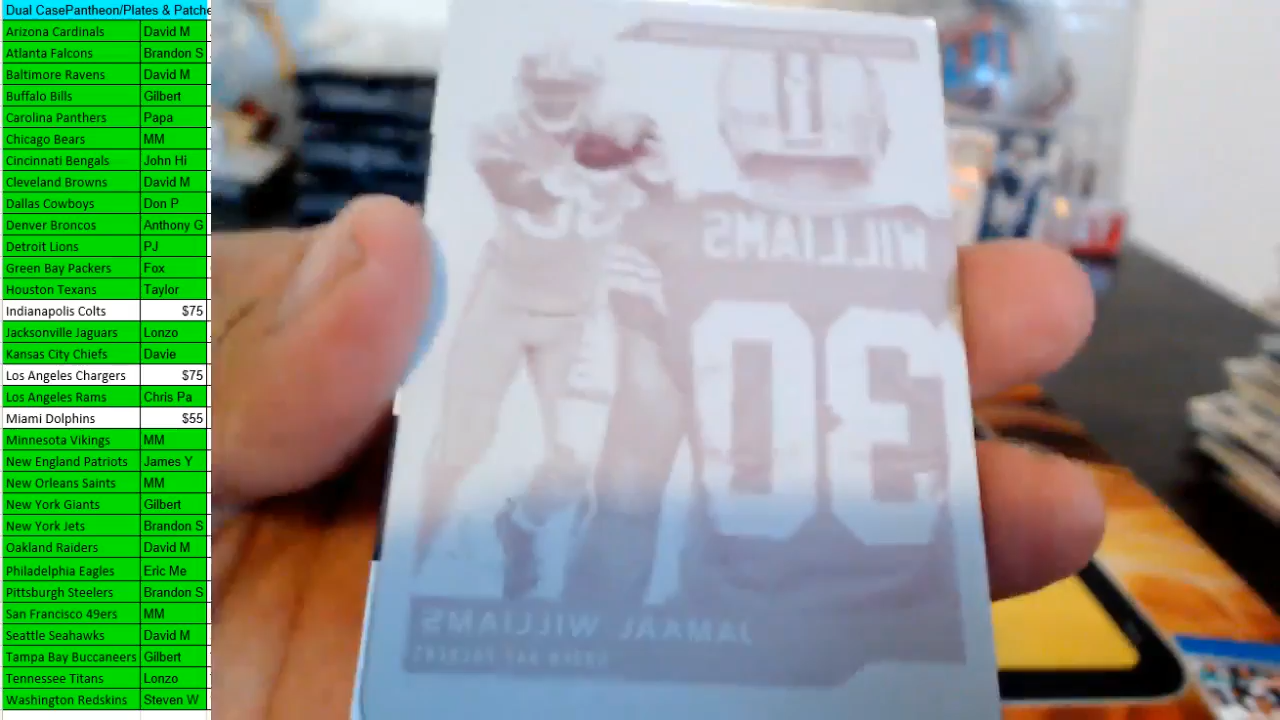 Dual CasePantheon/Plates & Patche
Arizona Cardinals David M
Atlanta Falcons Brandon S
Baltimore Ravens David M
Buffalo Bills Gilbert
Carolina Panthers Papa
Chicago Bears MM
Cincinnati Bengals John Hi
Cleveland Browns David M
Dallas Cowboys Don P
Denver Broncos Anthony G
Detroit Lions PJ
Green Bay Packers Fox
Houston Texans Taylor
Indianapolis Colts $75
Jacksonville Jaguars Lonzo
Kansas City Chiefs Davie
Los Angeles Chargers $75
Los Angeles Rams Chris Pa
Miami Dolphins $55
Minnesota Vikings MM
New England Patriots James Y
New Orleans Saints MM
New York Giants Gilbert
New York Jets Brandon S
Oakland Raiders David M
Philadelphia Eagles Eric Me
Pittsburgh Steelers Brandon S
San Francisco 49ers MM
Seattle Seahawks David M
Tampa Bay Buccaneers Gilbert
Tennessee Titans Lonzo
Washington Redskins Steven W
WILLIAMS
30
JAMAAL WILLIAMS
GREEN BAY PACKERS